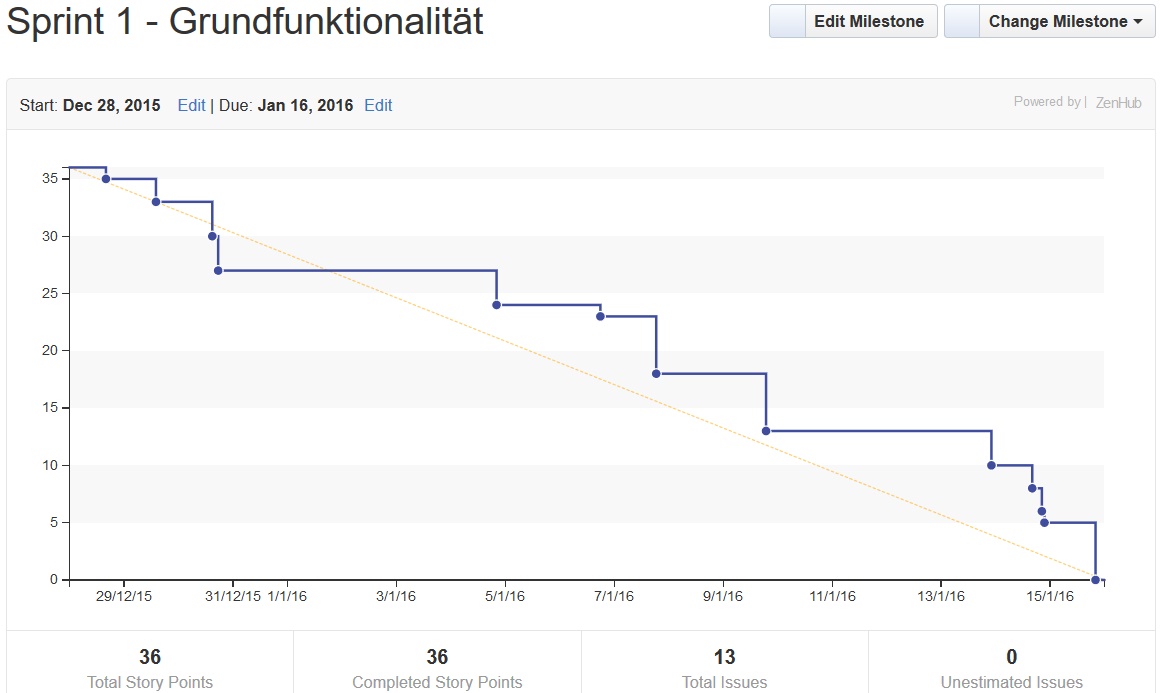 Sprint 1 - Grundfunktionalität
Edit Milestone
Change Milestone
Start: Dec 28, 2015 Edit | Due: Jan 16, 2016 Edit
Powered by | ZenHub
35
30
25
20
15
10
5
0
29/12/15 31/12/15 1/1/16 3/1/16 5/1/16 7/1/16 9/1/16 11/1/16 13/1/16 15/1/16
36 36 13 0
Total Story Points Completed Story Points Total Issues Unestimated Issues